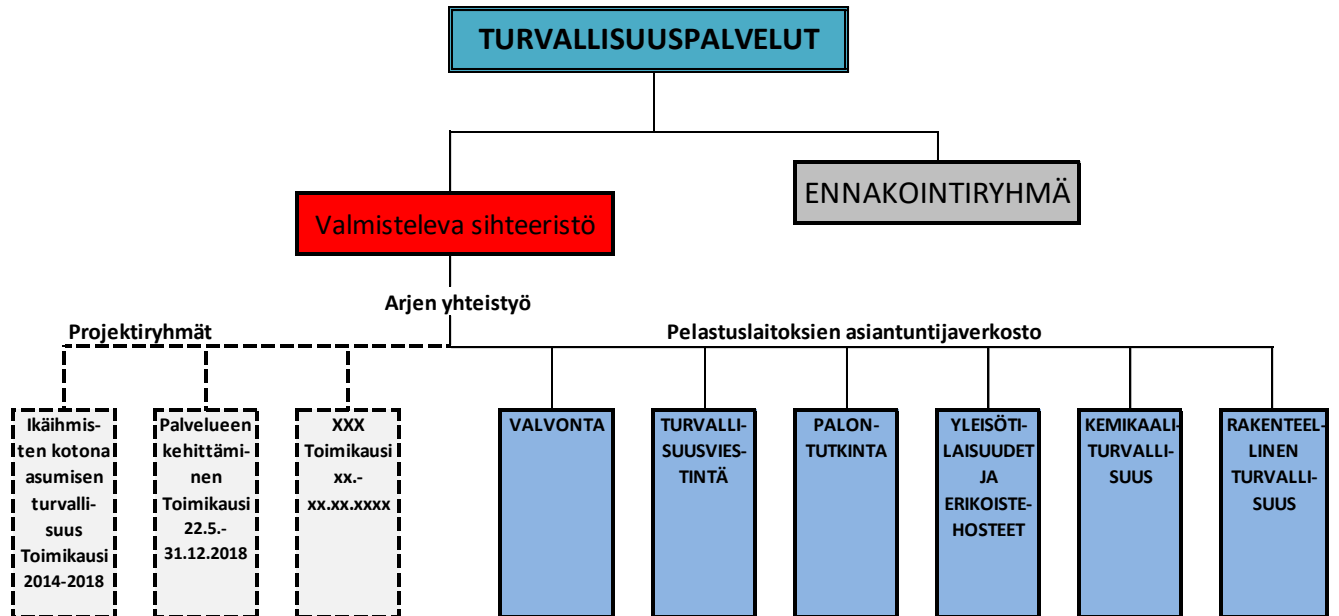 TURVALLISUUSPALVELUT
ENNAKOINTIRYHMÄ
Valmisteleva sihteeristö
Arjen yhteistyö
Projektiryhmät
Pelastuslaitoksien asiantuntijaverkosto
Ikäihmis-
ten kotona
asumisen
turvalli-
suus
Toimikausi
2014-2018
Palvelueen
kehittämi-
nen
Toimikausi
22.5.-
31.12.2018
XXX
Toimikausi
xx.-
xx.xx.xxxx
VALVONTA
TURVALLI-
SUUSVIES-
TINTÄ
PALON-
TUTKINTA
YLEISÖTI-
LAISUUDET
JA
ERIKOISTE-
HOSTEET
KEMIKAALI-
TURVALLI-
SUUS
RAKENTEEL-
LINEN
TURVALLI-
SUUS